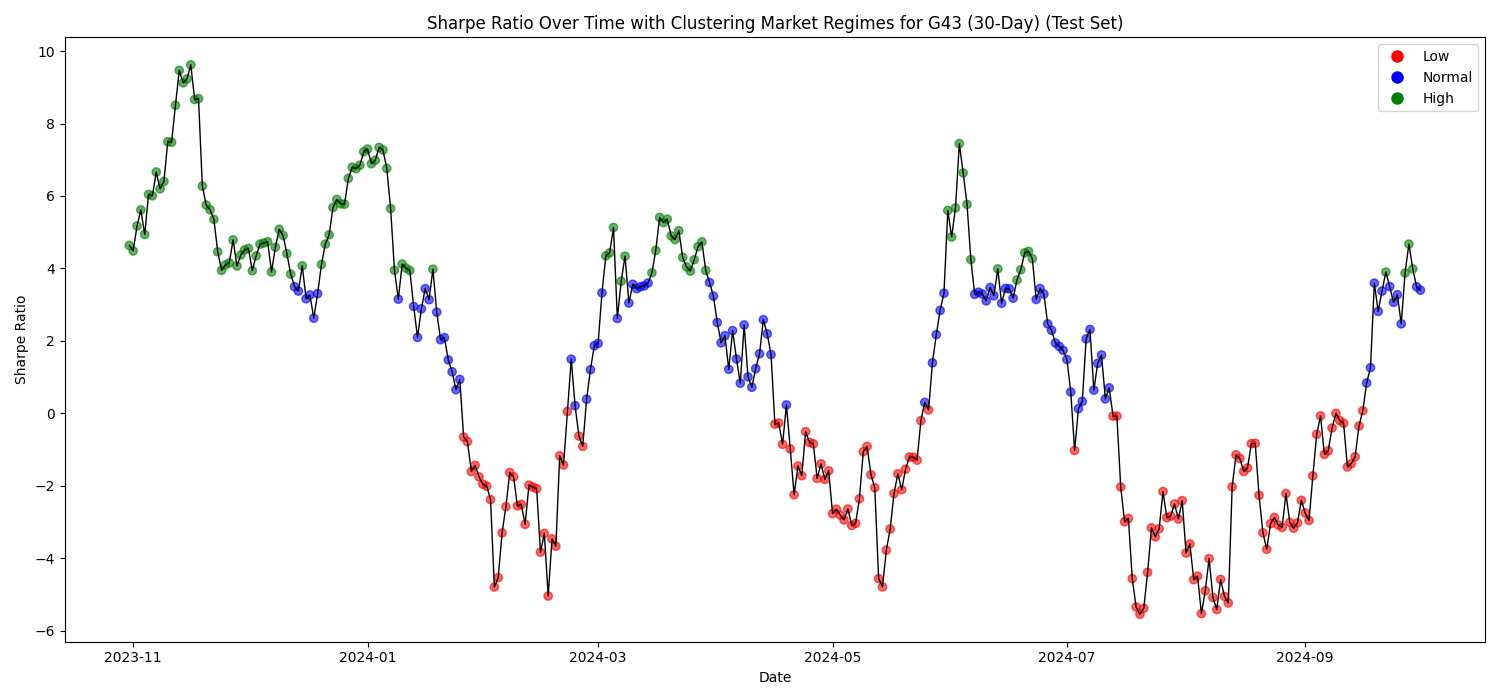 Sharpe Ratio Over Time with Clustering Market Regimes for G43 (30-Day) (Test Set)
Low
Normal
High
Sharpe Ratio
10
8
6
4
2
0
−2
−4
−6
2023-11
2024-01
2024-03
2024-05
2024-07
2024-09
Date